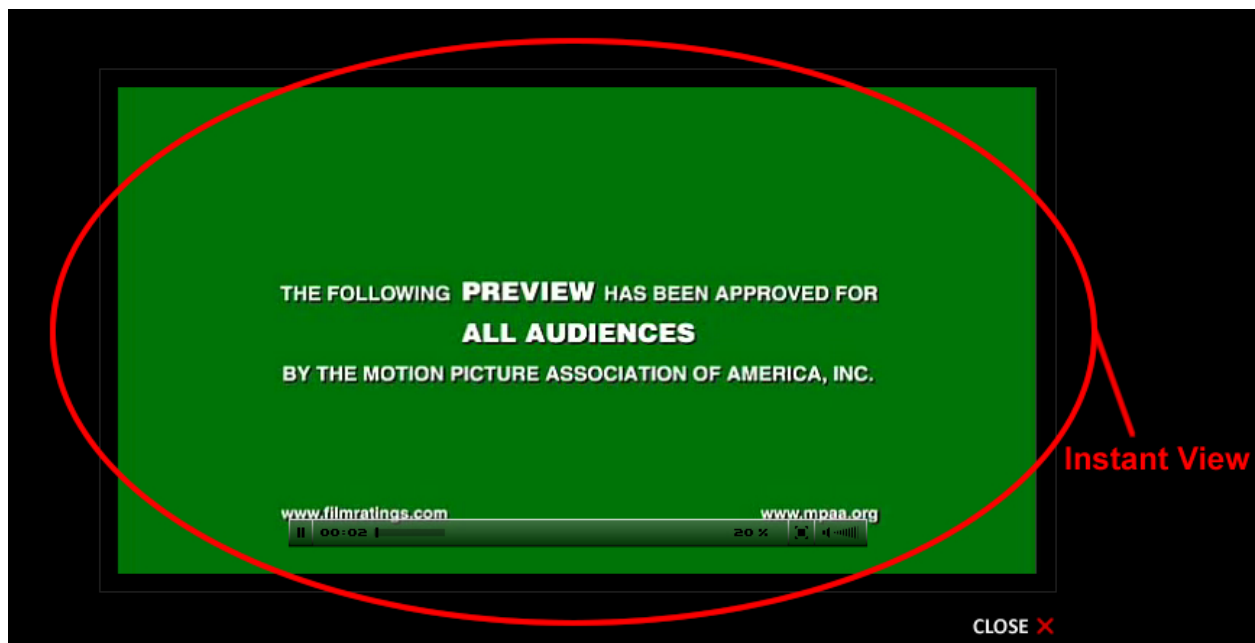 THE FOLLOWING PREVIEW HAS BEEN APPROVED FOR
ALL AUDIENCES
BY THE MOTION PICTURE ASSOCIATION OF AMERICA, INC.
Instant View
www.filmratings.com www.mpaa.org
00:02 20 %
CLOSE